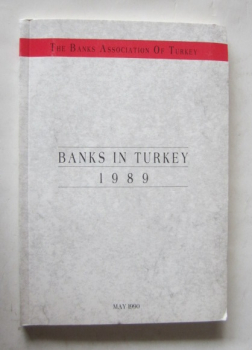 THE BANKS ASSOCIATION OF TURKEY
BANKS IN TURKEY
1989
MAY 1990